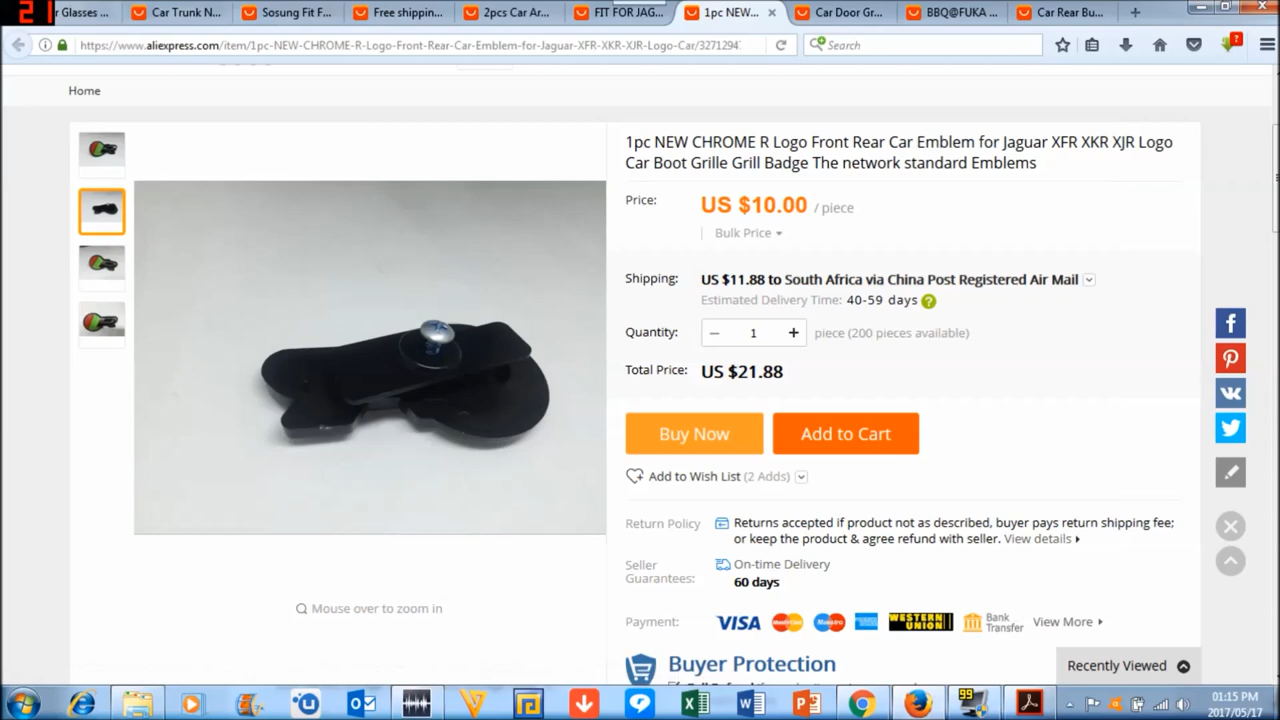 2
r Glasses ...
Car Trunk N...
Sosung Fit F...
Free shippin...
2pcs Car Ar...
FIT FOR JAG...
1pc NEW...
Car Door Gr...
BBQ@FUKA ...
Car Rear Bu...
https://www.aliexpress.com/item/1pc-NEW-CHROME-R-Logo-Front-Rear-Car-Emblem-for-Jaguar-XFR-XKR-XJR-Logo-Car/3271294
Search
?
Home
1pc NEW CHROME R Logo Front Rear Car Emblem for Jaguar XFR XKR XJR Logo
Car Boot Grille Grill Badge The network standard Emblems
Price: US $10.00 / piece
Bulk Price
Shipping: US $11.88 to South Africa via China Post Registered Air Mail
Estimated Delivery Time: 40-59 days ?
Quantity: − 1 + piece (200 pieces available)
Total Price: US $21.88
Buy Now Add to Cart
Add to Wish List (2 Adds)
Return Policy Returns accepted if product not as described, buyer pays return shipping fee;
or keep the product & agree refund with seller. View details
Seller Guarantees: On-time Delivery
60 days
Mouse over to zoom in
Payment: VISA MasterCard Maestro WESTERN UNION Bank Transfer View More
Buyer Protection
Recently Viewed
99
01:15 PM
2017/05/17